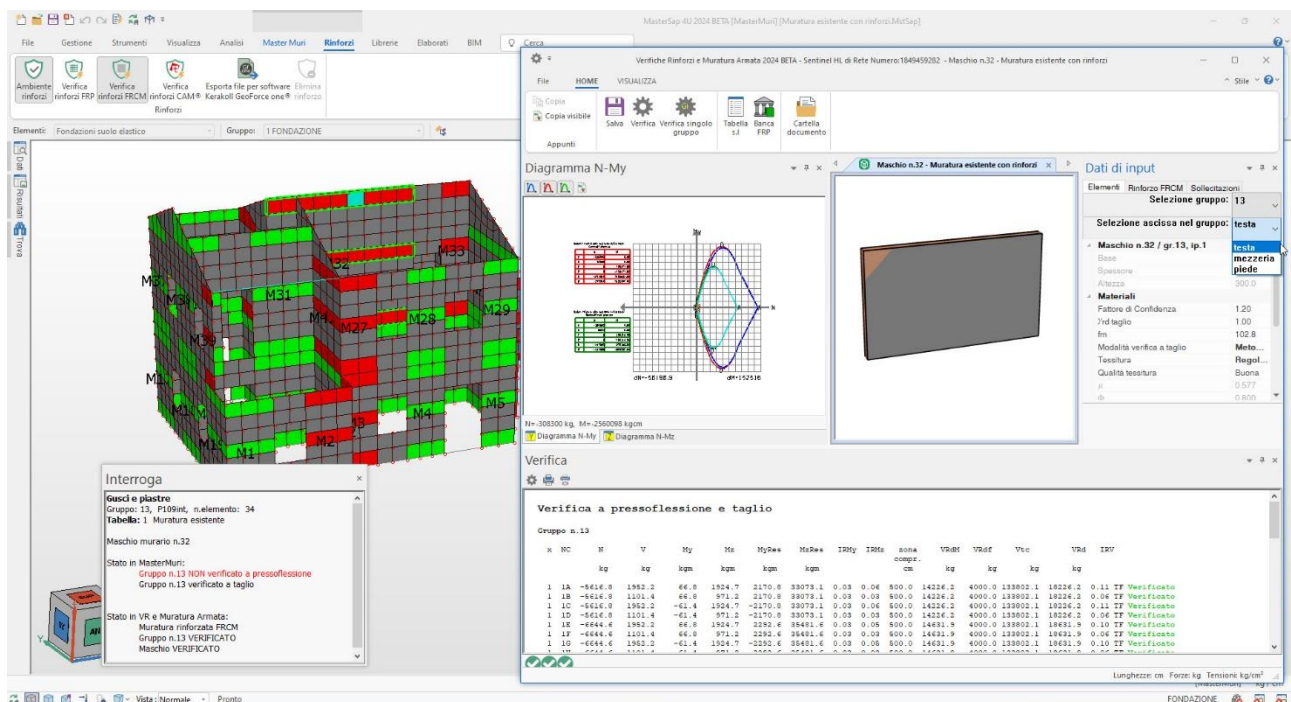 MasterSap 4U 2024 BETA [MasterMuri] [Muratura esistente con rinforzi.MstSap]
File Gestione Strumenti Visualizza Analisi Master Muri Rinforzi Librerie Elaborati BIM Cerca
Ambiente rinforzi
Verifica rinforzi FRP
Verifica rinforzi FRCM
Verifica rinforzi CAM®
Esporta file per software Kerakoll GeoForce one®
Elimina rinforzo
Rinforzi
Elementi: Fondazioni suolo elastico Gruppo: 1 FONDAZIONE
Dati
Risultati
Trova
M33
M31
M29
M28
M27
M39
M5
M4
M2
M1
Interroga
Gusci e piastre
Gruppo: 13, P109int, n.elemento: 34
Tabella: 1 Muratura esistente
Maschio murario n.32
Stato in MasterMuri:
Gruppo n.13 NON verificato a pressoflessione
Gruppo n.13 verificato a taglio
Stato in VR e Muratura Armata:
Muratura rinforzata FRCM
Gruppo n.13 VERIFICATO
Maschio VERIFICATO
Vista: Normale Pronto
Verifiche Rinforzi e Muratura Armata 2024 BETA - Sentinel HL di Rete Numero:1849459282 - Maschio n.32 - Muratura esistente con rinforzi
File HOME VISUALIZZA
Stile
Copia
Copia visibile
Appunti
Salva
Verifica
Verifica singolo gruppo
Tabella s.l
Banca FRP
Cartella documento
Diagramma N-My
N=-308300 kg, M=-2560098 kgcm
Diagramma N-My Diagramma N-Mz
Maschio n.32 - Muratura esistente con rinforzi
Dati di input
Elementi Rinforzo FRCM Sollecitazioni
Selezione gruppo: 13
Selezione ascissa nel gruppo: testa
testa
mezzeria
piede
Maschio n.32 / gr.13, ip.1
Base
Spessore
Altezza 300.0
Materiali
Fattore di Confidenza 1.20
γrd taglio 1.00
fm 102.8
Modalità verifica a taglio Meto...
Tessitura Regol...
Qualità tessitura Buona
μ 0.577
Φ 0.800
Verifica
Verifica a pressoflessione e taglio
Gruppo n.13
x NC N V My Mz MyRes MzRes IRMy IRMz zona compr. VRdM VRdf Vtc VRd IRV
kg kg kgm kgm kgm kgm cm kg kg kg kg
1 1A -5616.8 1952.2 66.8 1924.7 2170.8 33073.1 0.03 0.06 500.0 14226.2 4000.0 133802.1 18226.2 0.11 TF Verificato
1 1B -5616.8 1101.4 66.8 971.2 2170.8 33073.1 0.03 0.03 500.0 14226.2 4000.0 133802.1 18226.2 0.06 TF Verificato
1 1C -5616.8 1952.2 -61.4 1924.7 -2170.8 33073.1 0.03 0.06 500.0 14226.2 4000.0 133802.1 18226.2 0.11 TF Verificato
1 1D -5616.8 1101.4 -61.4 971.2 -2170.8 33073.1 0.03 0.03 500.0 14226.2 4000.0 133802.1 18226.2 0.06 TF Verificato
1 1E -6644.6 1952.2 66.8 1924.7 2292.6 35481.6 0.03 0.05 500.0 14631.9 4000.0 133802.1 18631.9 0.10 TF Verificato
1 1F -6644.6 1101.4 66.8 971.2 2292.6 35481.6 0.03 0.03 500.0 14631.9 4000.0 133802.1 18631.9 0.06 TF Verificato
1 1G -6644.6 1952.2 -61.4 1924.7 -2292.6 35481.6 0.03 0.05 500.0 14631.9 4000.0 133802.1 18631.9 0.10 TF Verificato
Lunghezze: cm Forze: kg Tensioni: kg/cm²
FONDAZIONE